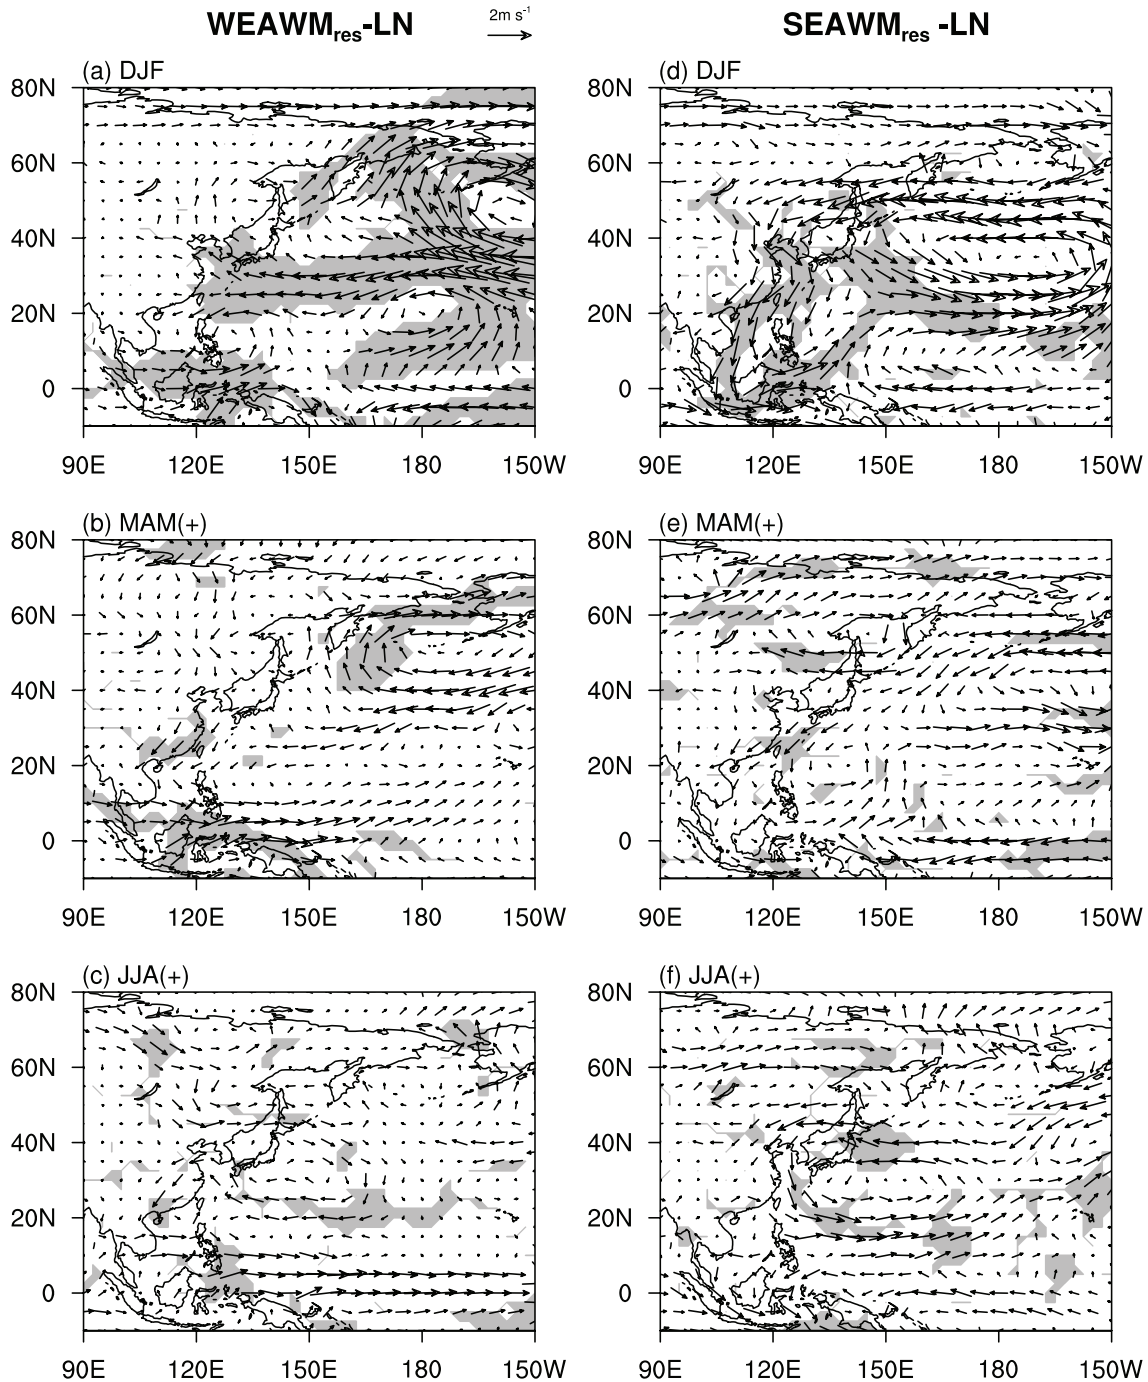 WEAWMres-LN
2m s⁻¹
SEAWMres -LN
(a) DJF
80N
60N
40N
20N
0
90E 120E 150E 180 150W
(d) DJF
80N
60N
40N
20N
0
90E 120E 150E 180 150W
(b) MAM(+)
80N
60N
40N
20N
0
90E 120E 150E 180 150W
(e) MAM(+)
80N
60N
40N
20N
0
90E 120E 150E 180 150W
(c) JJA(+)
80N
60N
40N
20N
0
90E 120E 150E 180 150W
(f) JJA(+)
80N
60N
40N
20N
0
90E 120E 150E 180 150W